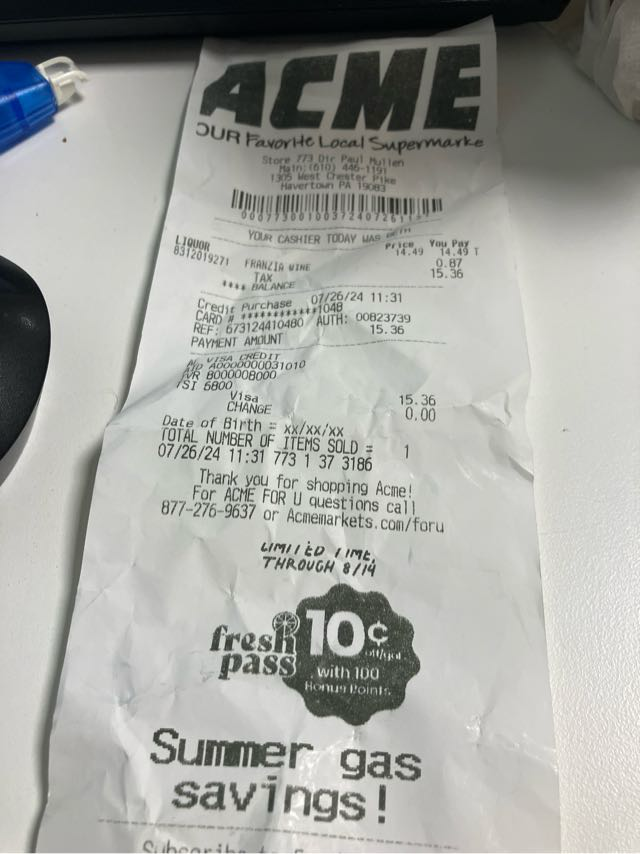 ACME
OUR Favorite Local Supermarke
Store 773 Dir Paul Mullen
Main: (610) 446-1191
1305 West Chester Pike
Havertown PA 19083
YOUR CASHIER TODAY WAS BETH
Price You Pay
LIQUOR
8312019271 FRANZIA WINE 14.49 14.49 T
TAX 0.87
**** BALANCE 15.36
Credit Purchase 07/26/24 11:31
CARD # ************1048
REF: 673124410480 AUTH: 00823739
PAYMENT AMOUNT 15.36
VISA CREDIT
A0000000031010
VR 8000008000
TSI 6800
Visa 15.36
CHANGE 0.00
Date of Birth = xx/xx/xx
TOTAL NUMBER OF ITEMS SOLD = 1
07/26/24 11:31 773 1 37 3186
Thank you for shopping Acme!
For ACME FOR U questions call
877-276-9637 or Acmemarkets.com/foru
LIMITED TIME,
THROUGH 8/14
fresh pass
10¢
off/gal.
with 100
Bonus Points
Summer gas
savings!